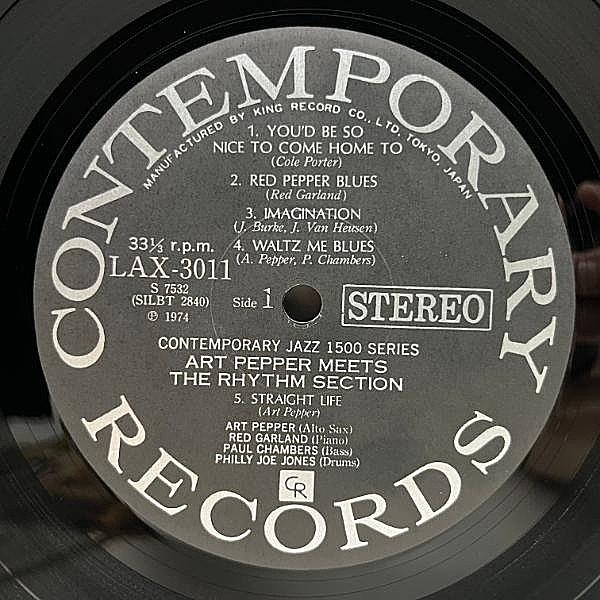 CONTEMPORARY
MANUFACTURED BY KING RECORD CO., LTD. TOKYO, JAPAN
1. YOU'D BE SO
NICE TO COME HOME TO
(Cole Porter)
2. RED PEPPER BLUES
(Red Garland)
3. IMAGINATION
(J. Burke, J. Van Heusen)
4. WALTZ ME BLUES
(A. Pepper, P. Chambers)
33⅓ r.p.m.
LAX-3011
S 7532
(SILBT 2840)
℗ 1974
Side 1
STEREO
CONTEMPORARY JAZZ 1500 SERIES
ART PEPPER MEETS
THE RHYTHM SECTION
5. STRAIGHT LIFE
(Art Pepper)
ART PEPPER (Alto Sax)
RED GARLAND (Piano)
PAUL CHAMBERS (Bass)
PHILLY JOE JONES (Drums)
CR
RECORDS